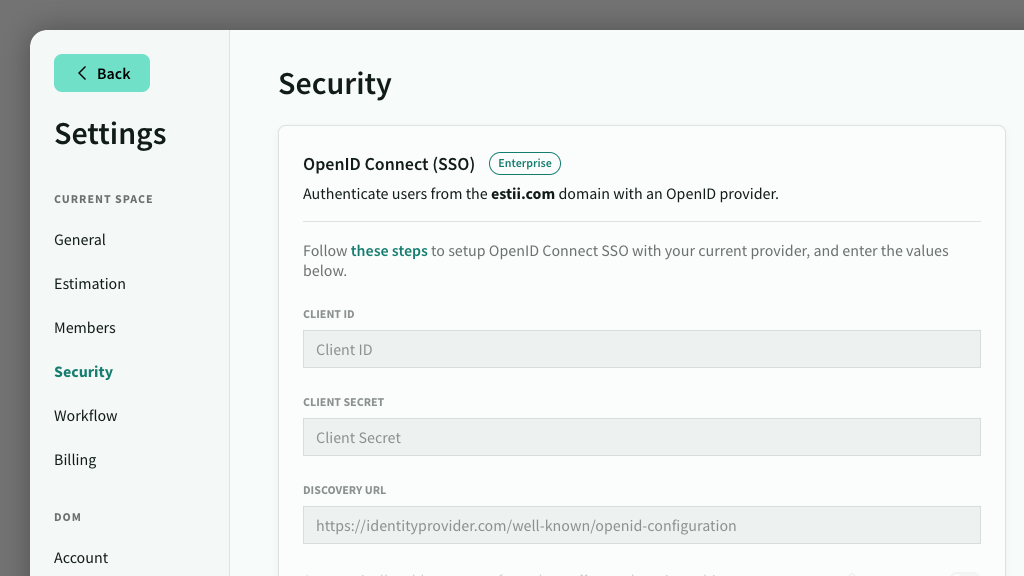 Back
Settings
CURRENT SPACE
General
Estimation
Members
Security
Workflow
Billing
DOM
Account
Security
OpenID Connect (SSO) Enterprise
Authenticate users from the estii.com domain with an OpenID provider.
Follow these steps to setup OpenID Connect SSO with your current provider, and enter the values
below.
CLIENT ID
Client ID
CLIENT SECRET
Client Secret
DISCOVERY URL
https://identityprovider.com/well-known/openid-configuration